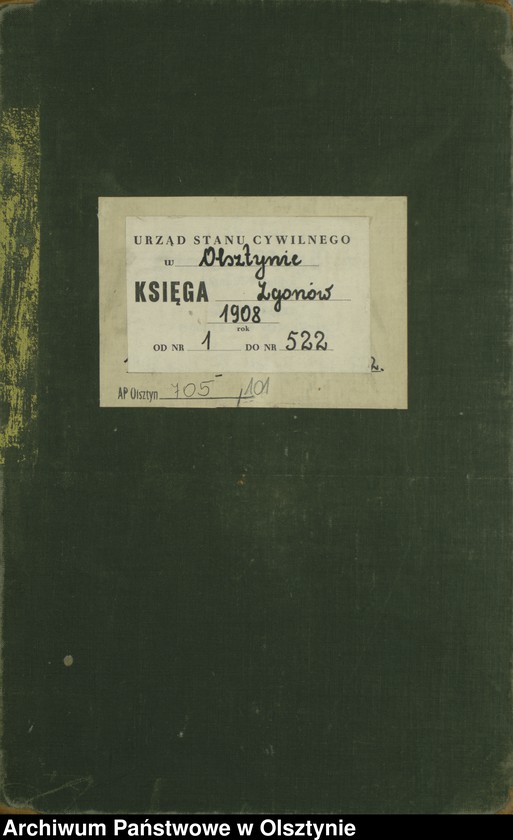 URZĄD STANU CYWILNEGO
w Olsztynie
KSIĘGA Zgonów
1908
rok
OD NR 1 DO NR 522
2.
AP Olsztyn 705/101
Archiwum Państwowe w Olsztynie